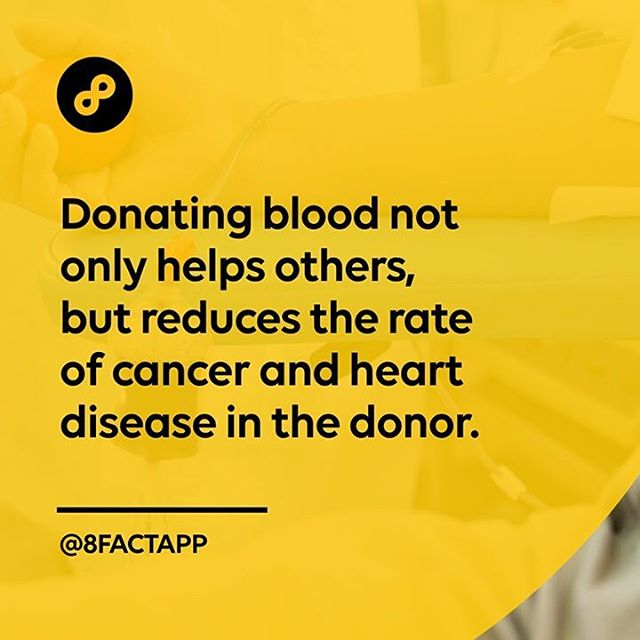 Donating blood not
only helps others,
but reduces the rate
of cancer and heart
disease in the donor.
@8FACTAPP